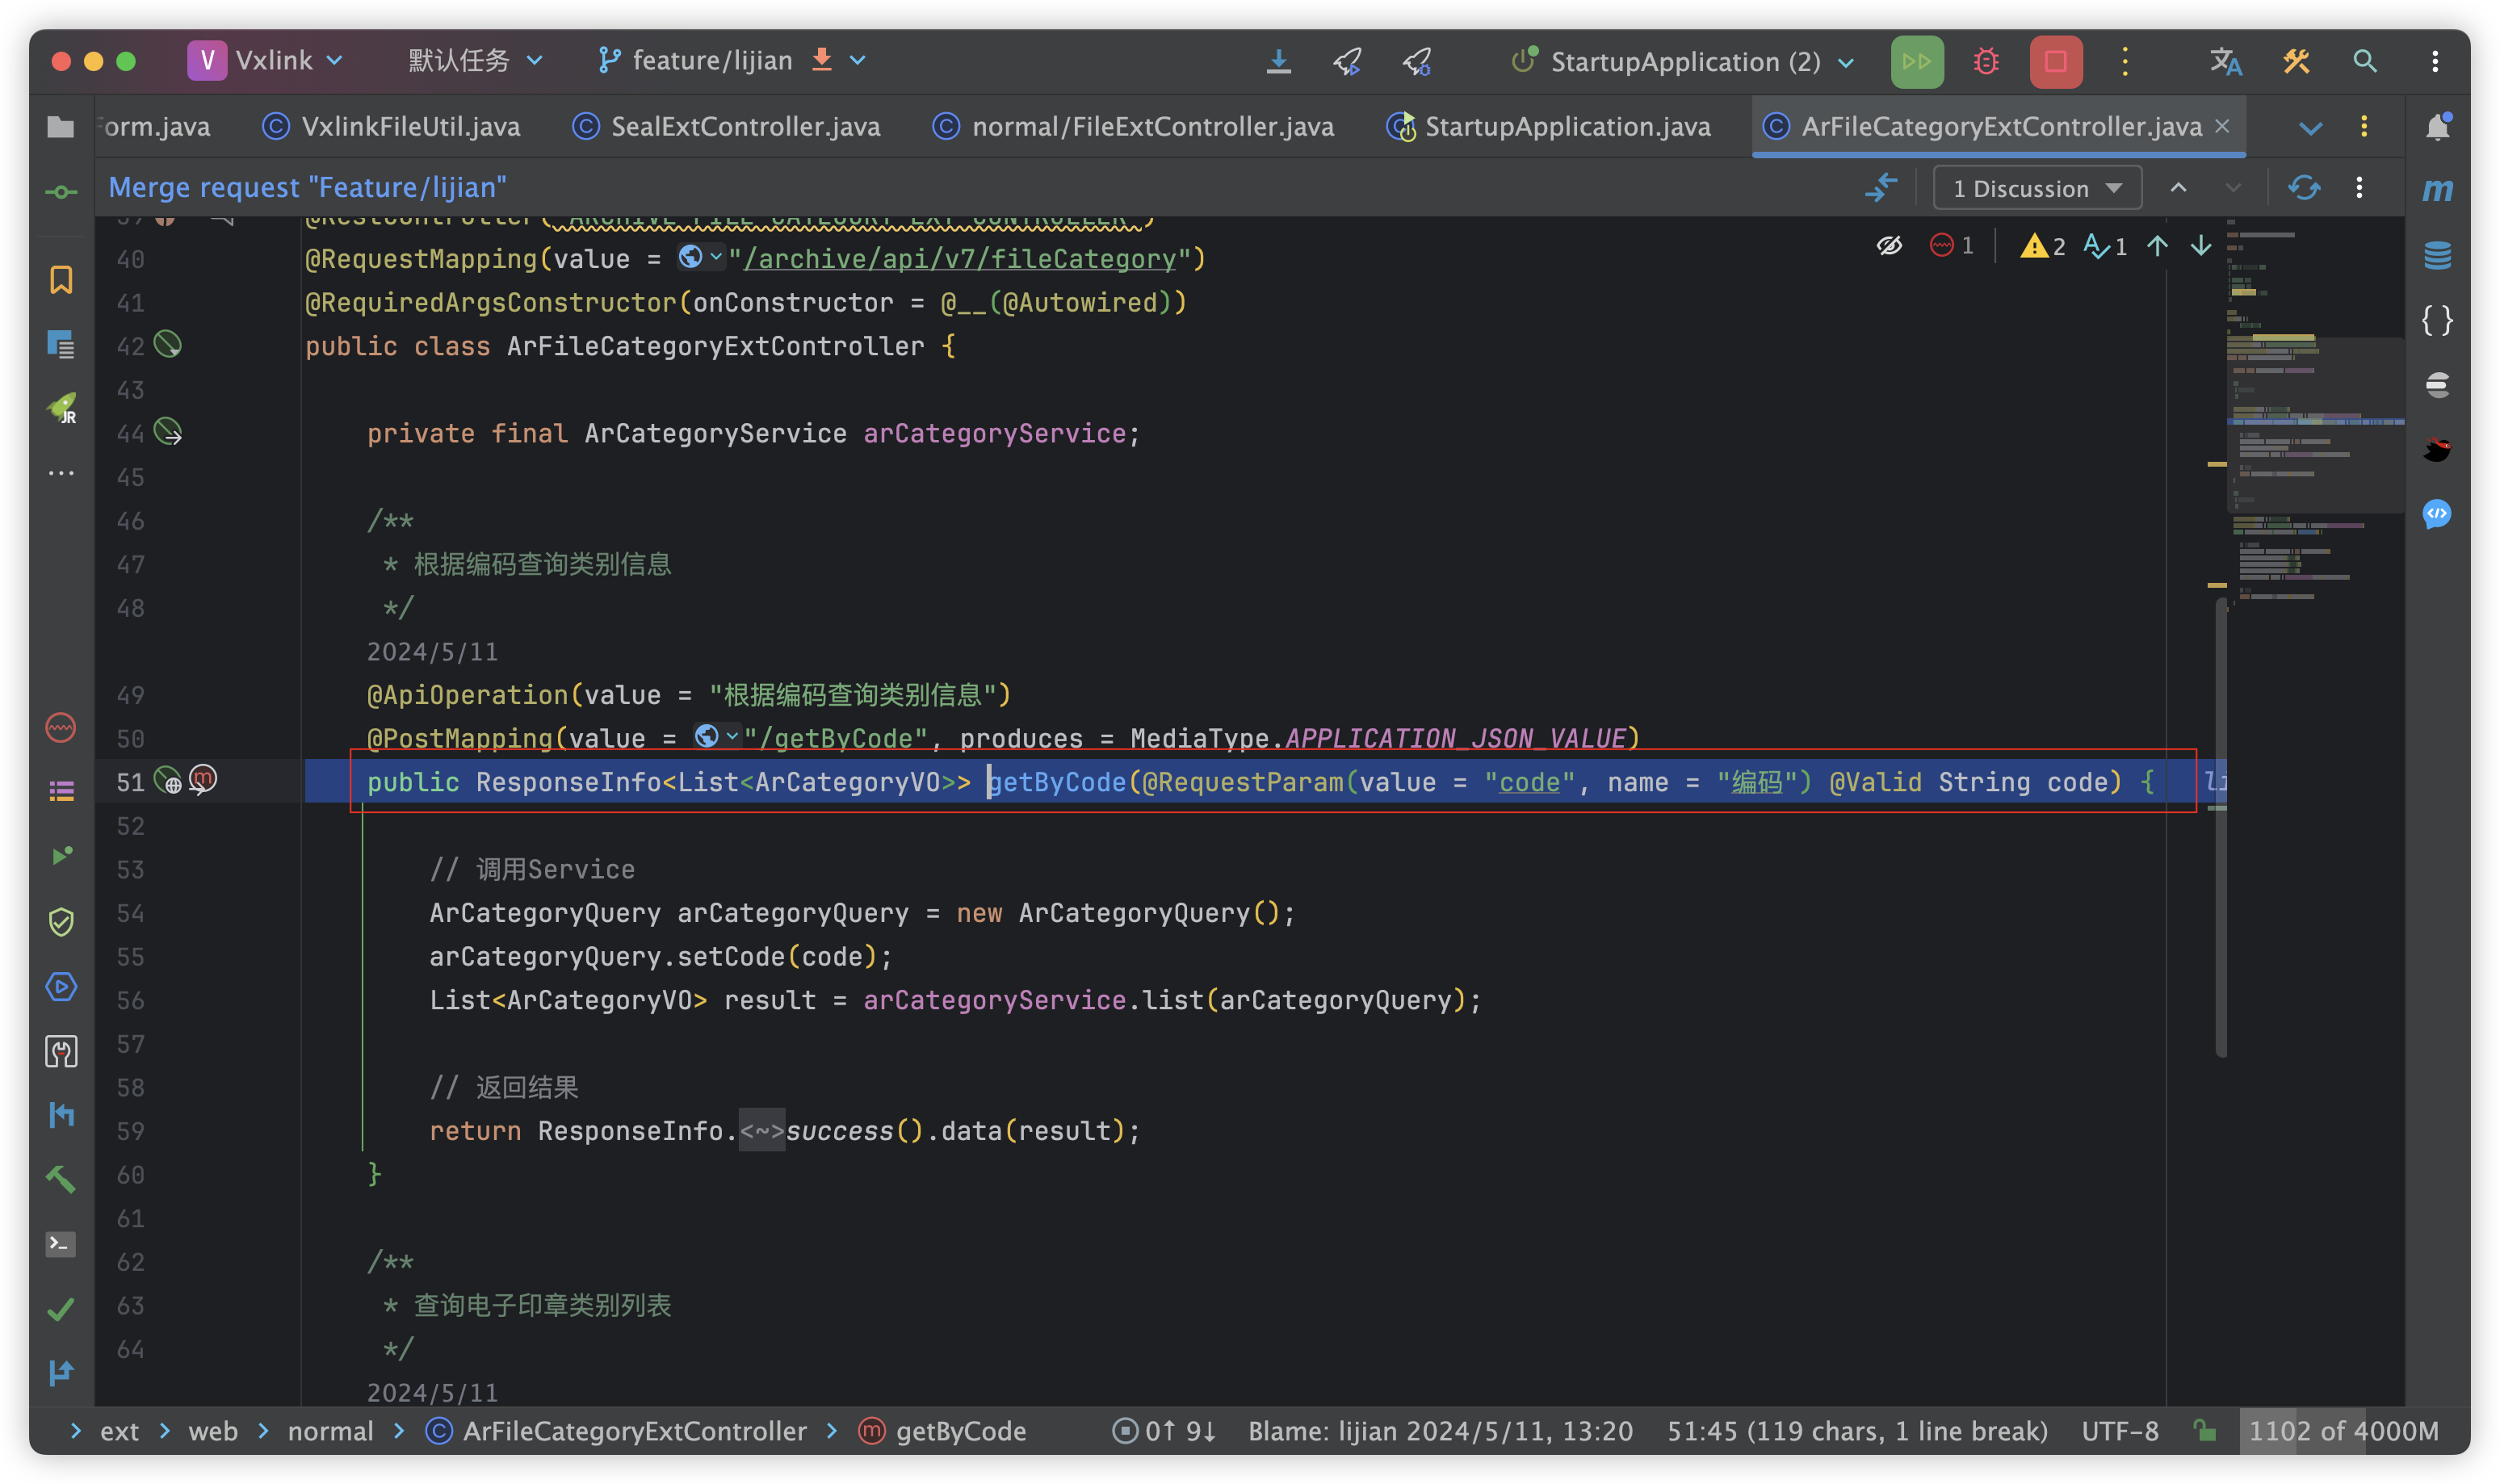 V Vxlink 默认任务 feature/lijian StartupApplication (2)
orm.java VxlinkFileUtil.java SealExtController.java normal/FileExtController.java StartupApplication.java ArFileCategoryExtController.java
Merge request "Feature/lijian" 1 Discussion
39 @RestController("ARCHIVE_FILE_CATEGORY_EXT_CONTROLLER")
1 2 1
40 @RequestMapping(value = "/archive/api/v7/fileCategory")
41 @RequiredArgsConstructor(onConstructor = @__(@Autowired))
42 public class ArFileCategoryExtController {
43
44 private final ArCategoryService arCategoryService;
45
46 /**
47 * 根据编码查询类别信息
48 */
2024/5/11
49 @ApiOperation(value = "根据编码查询类别信息")
50 @PostMapping(value = "/getByCode", produces = MediaType.APPLICATION_JSON_VALUE)
51 public ResponseInfo<List<ArCategoryVO>> getByCode(@RequestParam(value = "code", name = "编码") @Valid String code) { li
52
53 // 调用Service
54 ArCategoryQuery arCategoryQuery = new ArCategoryQuery();
55 arCategoryQuery.setCode(code);
56 List<ArCategoryVO> result = arCategoryService.list(arCategoryQuery);
57
58 // 返回结果
59 return ResponseInfo.<~>success().data(result);
60 }
61
62 /**
63 * 查询电子印章类别列表
64 */
2024/5/11
ext web normal ArFileCategoryExtController getByCode 0↑ 9↓ Blame: lijian 2024/5/11, 13:20 51:45 (119 chars, 1 line break) UTF-8 1102 of 4000M